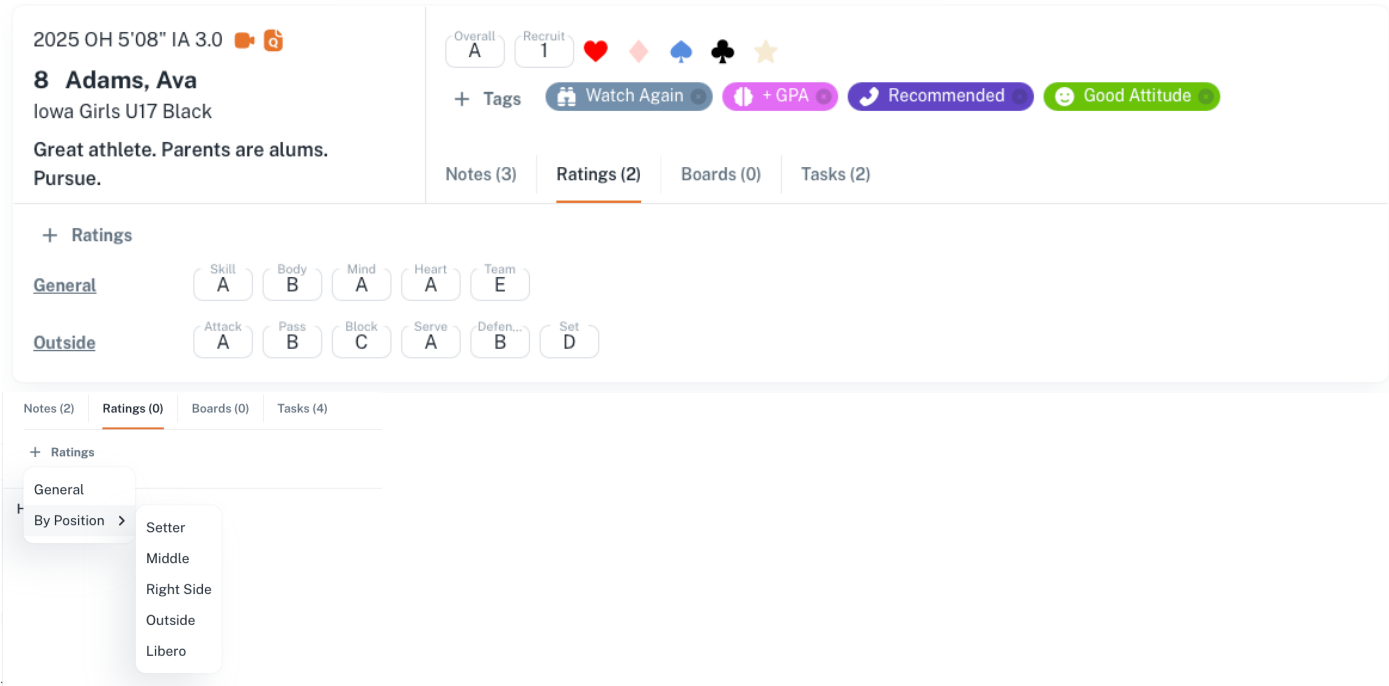 2025 OH 5'08" IA 3.0
8 Adams, Ava
Iowa Girls U17 Black
Great athlete. Parents are alums.
Pursue.
Overall Recruit
A 1
+ Tags Watch Again + GPA Recommended Good Attitude
Notes (3) Ratings (2) Boards (0) Tasks (2)
+ Ratings
Skill Body Mind Heart Team
General A B A A E
Attack Pass Block Serve Defen... Set
Outside A B C A B D
Notes (2) Ratings (0) Boards (0) Tasks (4)
+ Ratings
General
H
By Position
Setter
Middle
Right Side
Outside
Libero